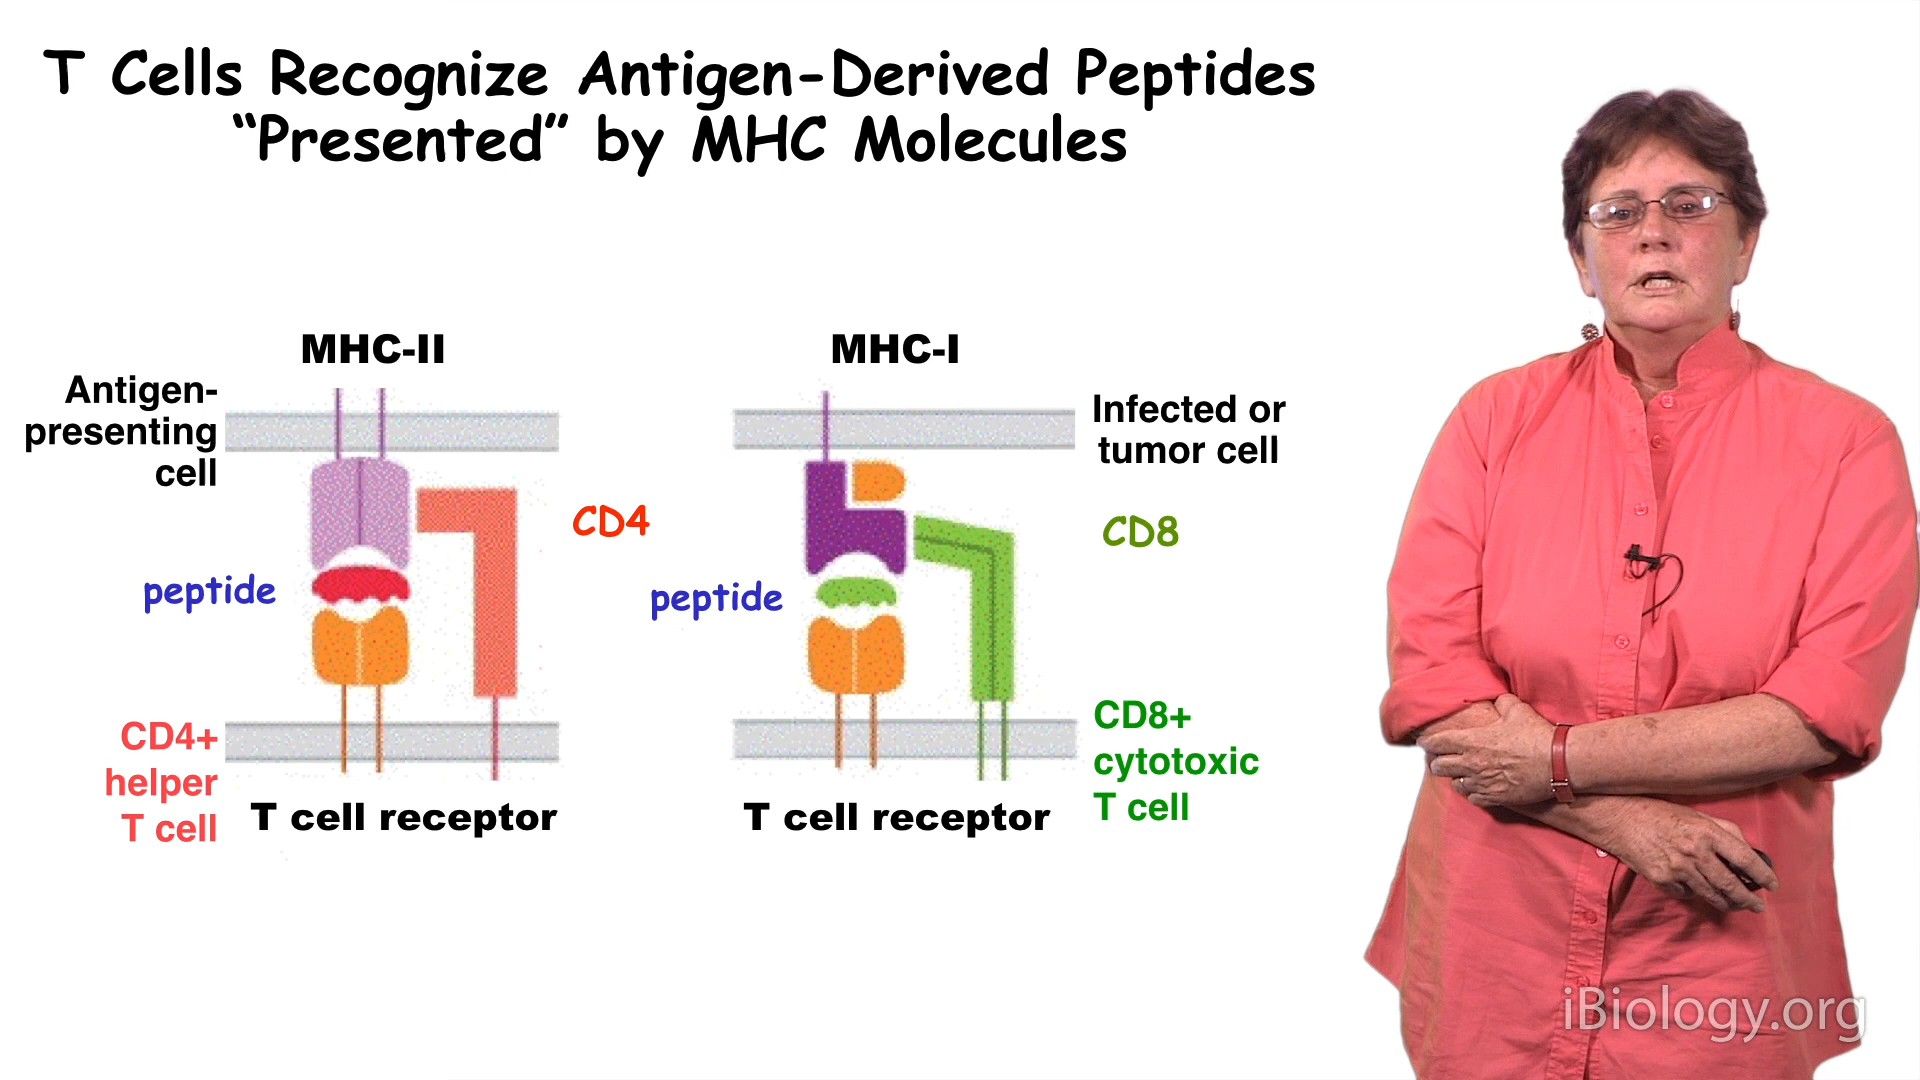 T Cells Recognize Antigen-Derived Peptides
“Presented” by MHC Molecules
MHC-II
Antigen-
presenting
cell
CD4
peptide
CD4+
helper
T cell
T cell receptor
MHC-I
Infected or
tumor cell
CD8
peptide
CD8+
cytotoxic
T cell
T cell receptor
iBiology.org